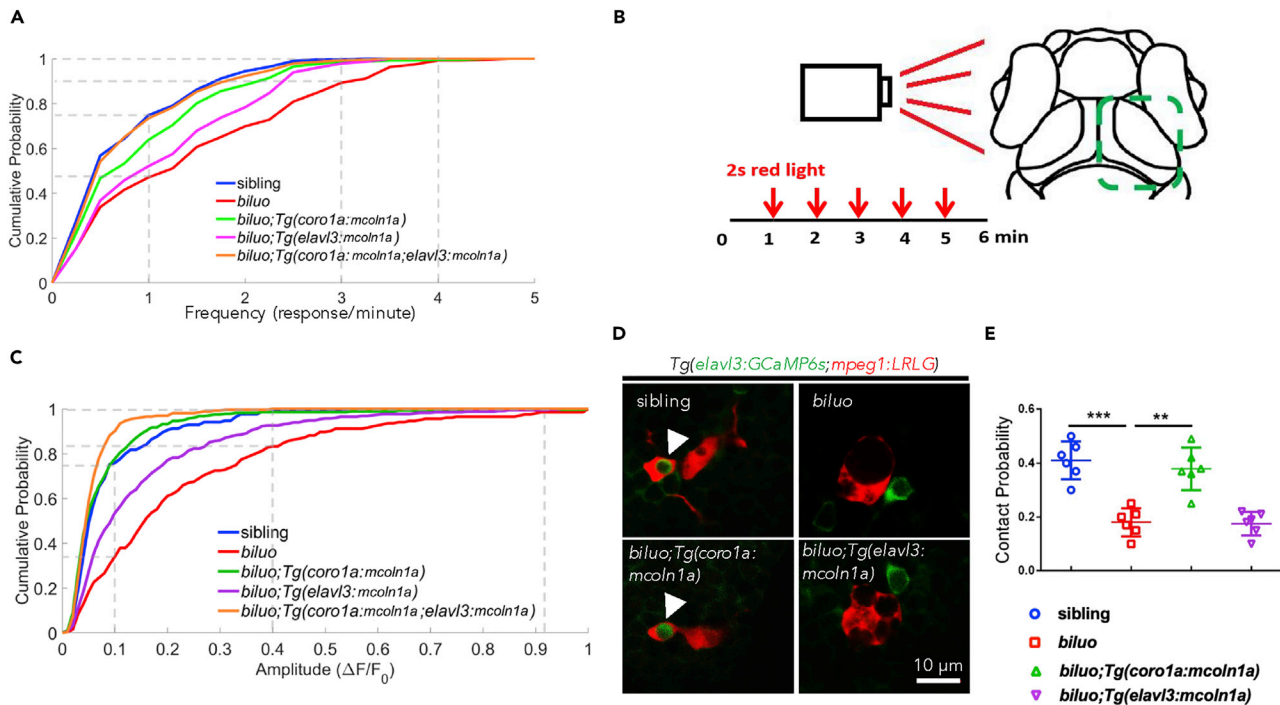 A
1
0.8
0.6
0.4
0.2
0
Cumulative Probability
0 1 2 3 4 5
Frequency (response/minute)
sibling
biluo
biluo;Tg(coro1a:mcoln1a)
biluo;Tg(elavl3:mcoln1a)
biluo;Tg(coro1a:mcoln1a;elavl3:mcoln1a)
B
2s red light
0 1 2 3 4 5 6 min
C
1
0.8
0.6
0.4
0.2
0
Cumulative Probability
0 0.1 0.2 0.3 0.4 0.5 0.6 0.7 0.8 0.9 1
Amplitude (ΔF/F0)
sibling
biluo
biluo;Tg(coro1a:mcoln1a)
biluo;Tg(elavl3:mcoln1a)
biluo;Tg(coro1a:mcoln1a;elavl3:mcoln1a)
D
Tg(elavl3:GCaMP6s;mpeg1:LRLG)
sibling
biluo
biluo;Tg(coro1a:
mcoln1a)
biluo;Tg(elavl3:
mcoln1a)
10 μm
E
0.6
0.4
0.2
0.0
Contact Probability
*** **
sibling
biluo
biluo;Tg(coro1a:mcoln1a)
biluo;Tg(elavl3:mcoln1a)